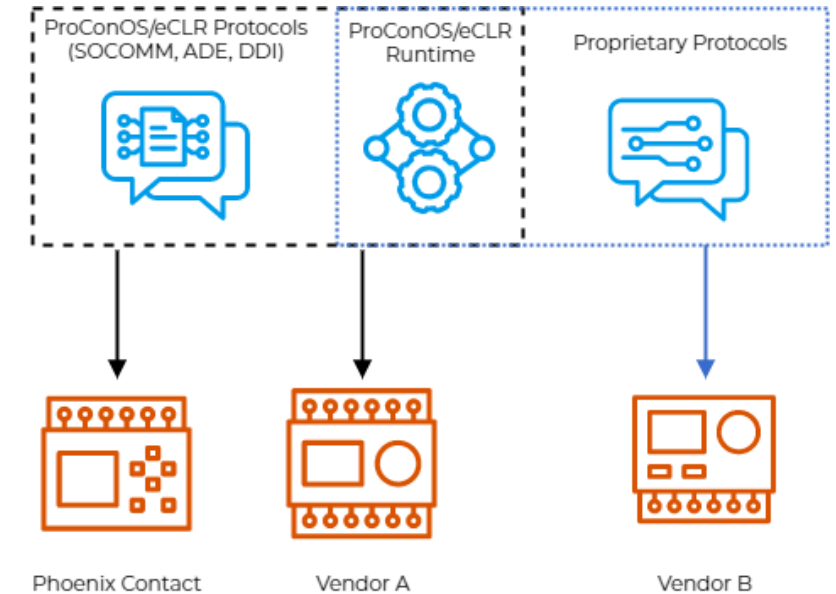 ProConOS/eCLR Protocols
(SOCOMM, ADE, DDI)
ProConOS/eCLR
Runtime
Proprietary Protocols
Phoenix Contact
Vendor A
Vendor B